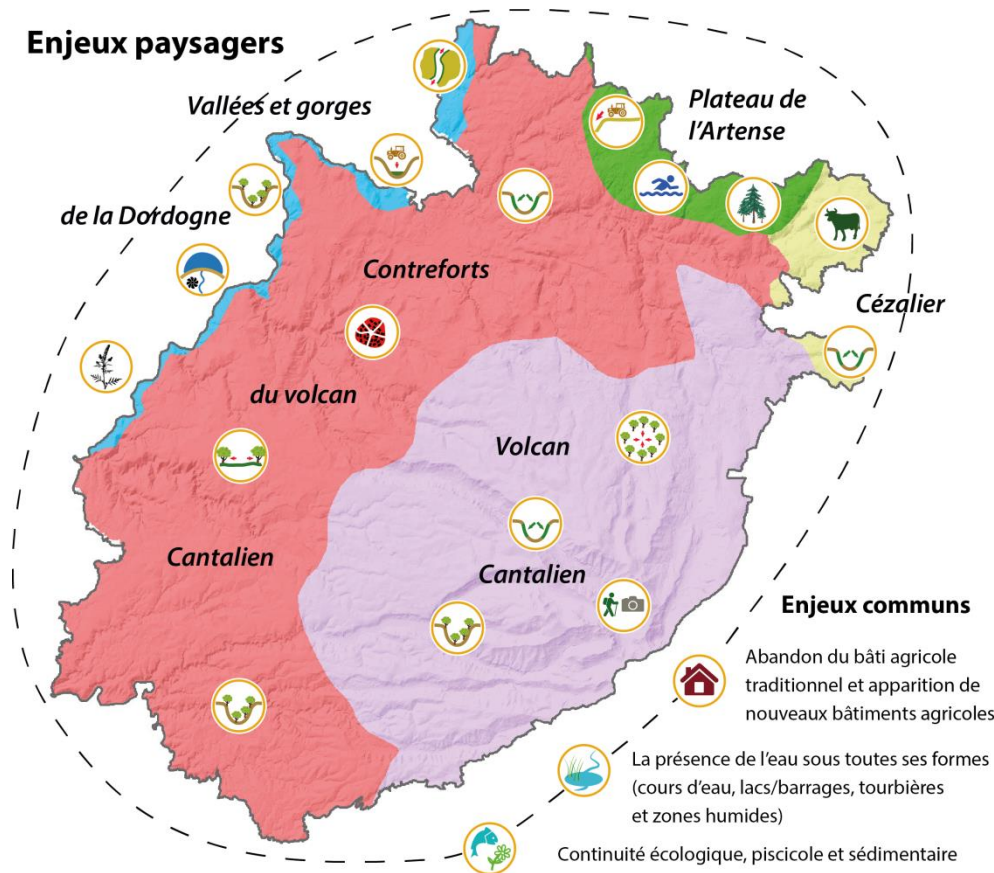 Enjeux paysagers
Vallées et gorges
de la Dordogne
Plateau de
l'Artense
Contreforts
du volcan
Cantalien
Cézalier
Volcan
Cantalien
Enjeux communs
Abandon du bâti agricole
traditionnel et apparition de
nouveaux bâtiments agricoles
La présence de l'eau sous toutes ses formes
(cours d'eau, lacs/barrages, tourbières
et zones humides)
Continuité écologique, piscicole et sédimentaire